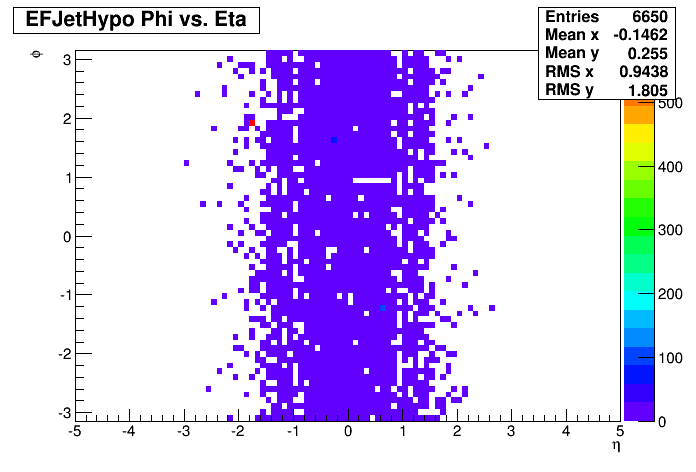 EFJetHypo Phi vs. Eta
Entries 6650
Mean x -0.1462
Mean y 0.255
RMS x 0.9438
RMS y 1.805
ϕ
3
2
1
0
-1
-2
-3
-5 -4 -3 -2 -1 0 1 2 3 4 5
η
500
400
300
200
100
0